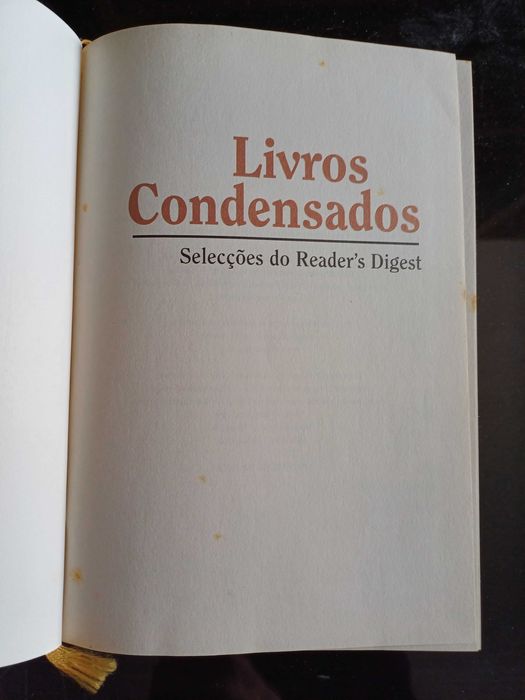 Livros
Condensados
Selecções do Reader's Digest